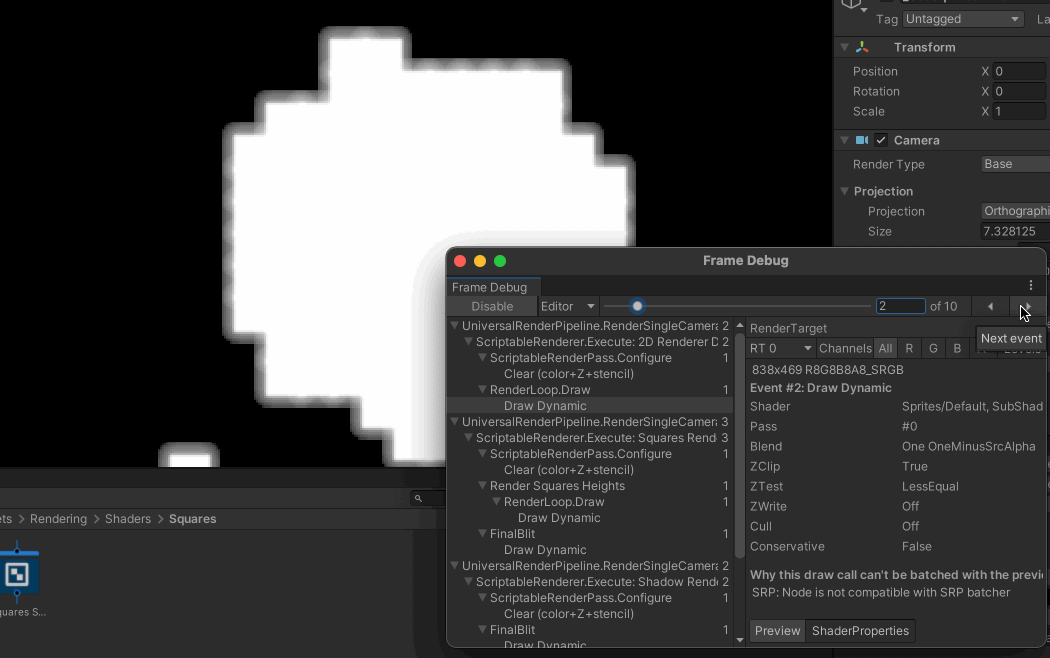 Tag Untagged La
Transform
Position X 0
Rotation X 0
Scale X 1
Camera
Render Type Base
Projection
Projection Orthographi
Size 7.328125
Frame Debug
Frame Debug
Disable Editor 2 of 10
UniversalRenderPipeline.RenderSingleCamera: 2
ScriptableRenderer.Execute: 2D Renderer D 2
ScriptableRenderPass.Configure 1
Clear (color+Z+stencil)
RenderLoop.Draw 1
Draw Dynamic
UniversalRenderPipeline.RenderSingleCamera: 3
ScriptableRenderer.Execute: Squares Rend 3
ScriptableRenderPass.Configure 1
Clear (color+Z+stencil)
Render Squares Heights 1
RenderLoop.Draw 1
Draw Dynamic
FinalBlit 1
Draw Dynamic
UniversalRenderPipeline.RenderSingleCamera: 2
ScriptableRenderer.Execute: Shadow Rende 2
ScriptableRenderPass.Configure 1
Clear (color+Z+stencil)
FinalBlit 1
Draw Dynamic
RenderTarget
Next event
RT 0 Channels All R G B
838x469 R8G8B8A8_SRGB
Event #2: Draw Dynamic
Shader Sprites/Default, SubShad
Pass #0
Blend One OneMinusSrcAlpha
ZClip True
ZTest LessEqual
ZWrite Off
Cull Off
Conservative False
Why this draw call can't be batched with the previ
SRP: Node is not compatible with SRP batcher
Preview ShaderProperties
ets > Rendering > Shaders > Squares
quares S...